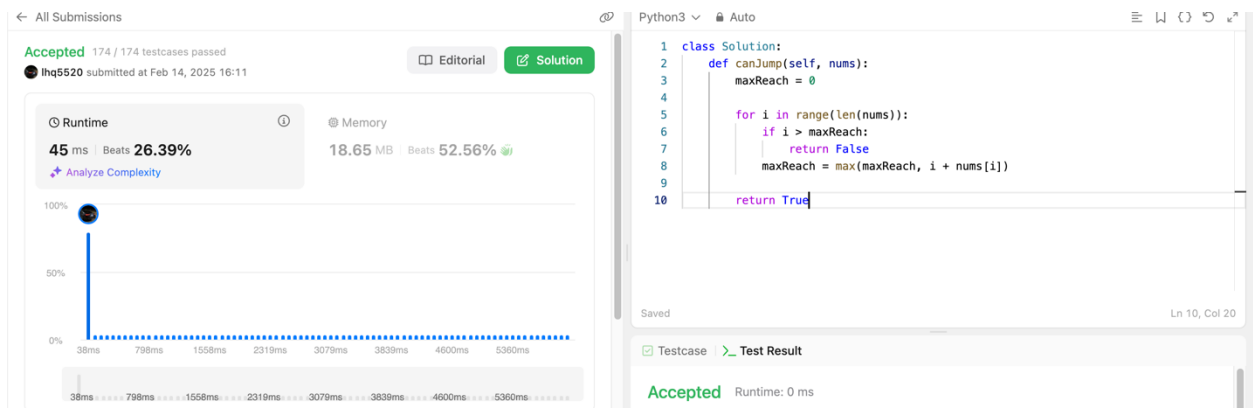 ← All Submissions
Accepted 174 / 174 testcases passed
lhq5520 submitted at Feb 14, 2025 16:11
Editorial
Solution
Runtime
45 ms | Beats 26.39%
Analyze Complexity
Memory
18.65 MB | Beats 52.56%
100%
50%
0%
38ms 798ms 1558ms 2319ms 3079ms 3839ms 4600ms 5360ms
38ms 798ms 1558ms 2319ms 3079ms 3839ms 4600ms 5360ms
Python3 Auto
1 class Solution:
2 def canJump(self, nums):
3 maxReach = 0
4
5 for i in range(len(nums)):
6 if i > maxReach:
7 return False
8 maxReach = max(maxReach, i + nums[i])
9
10 return True
Saved
Ln 10, Col 20
Testcase | >_ Test Result
Accepted Runtime: 0 ms